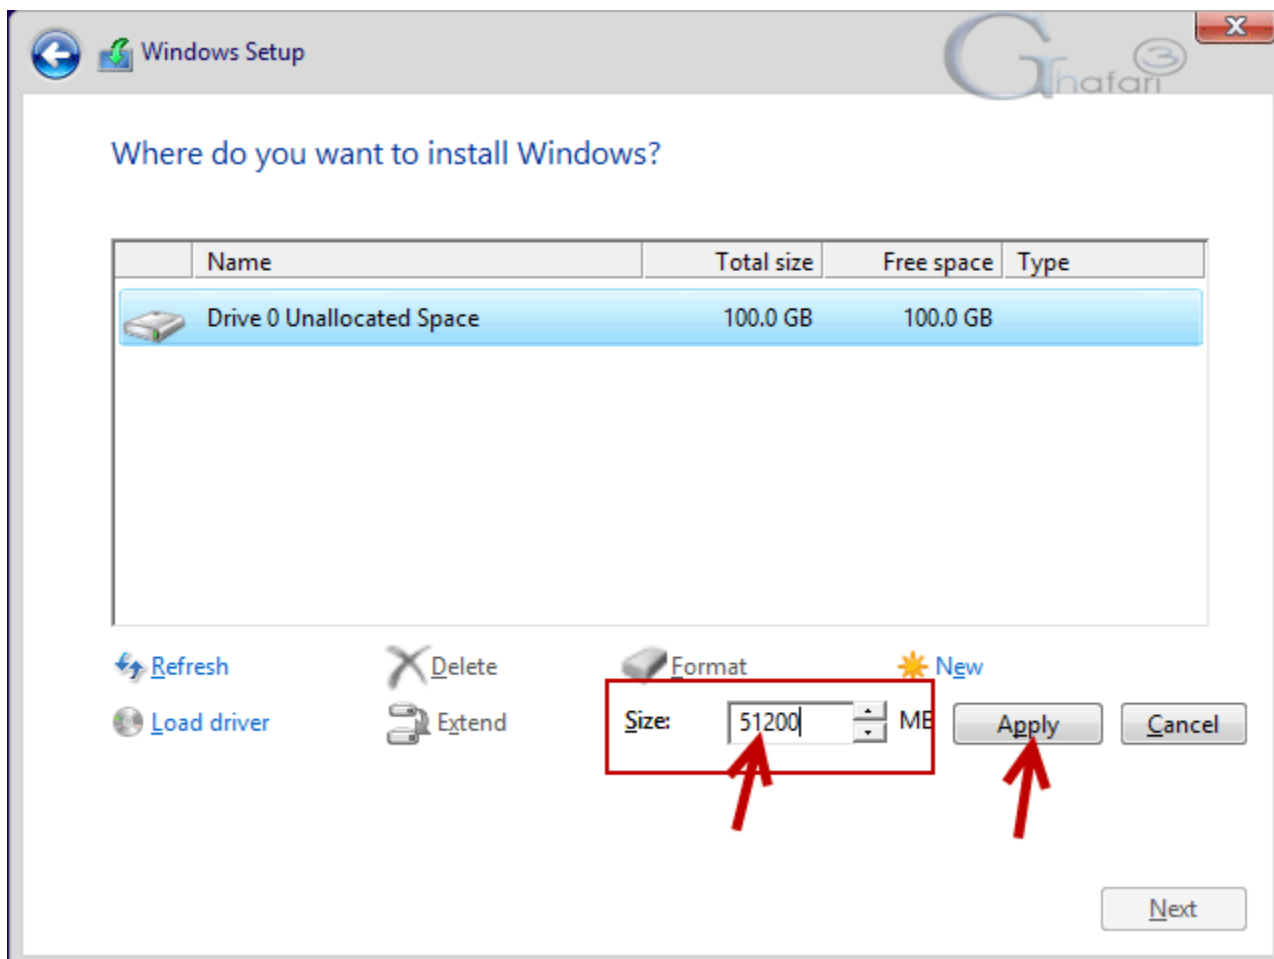 Windows Setup
Ghafari 3
x
Where do you want to install Windows?
Name Total size Free space Type
Drive 0 Unallocated Space 100.0 GB 100.0 GB
Refresh Delete Format New
Load driver Extend Size: 51200 MB Apply Cancel
Next